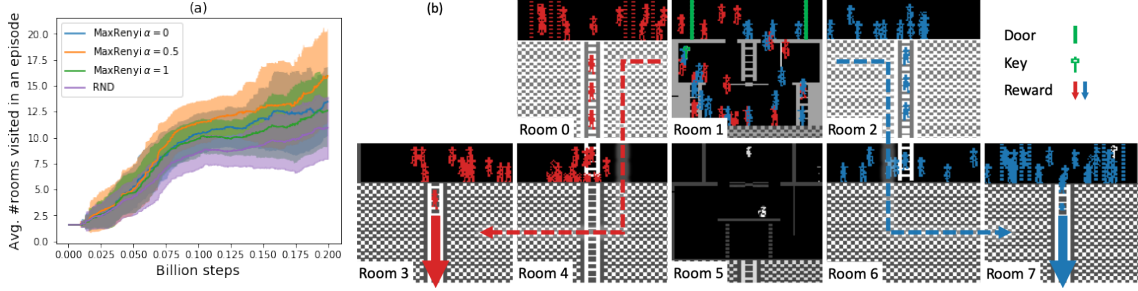 (a)
Avg. #rooms visited in an episode
20.0
17.5
15.0
12.5
10.0
7.5
5.0
2.5
0.0
MaxRenyi α = 0
MaxRenyi α = 0.5
MaxRenyi α = 1
RND
0.000 0.025 0.050 0.075 0.100 0.125 0.150 0.175 0.200
Billion steps
(b)
Room 0
Room 1
Room 2
Door
Key
Reward
Room 3
Room 4
Room 5
Room 6
Room 7